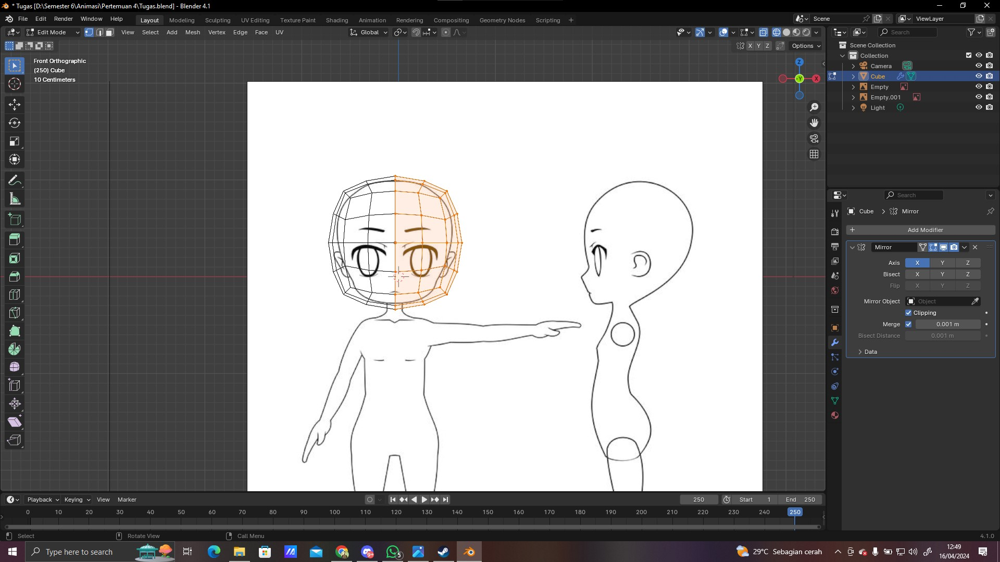 * Tugas [D:\Semester 6\Animasi\Pertemuan 4\Tugas.blend] - Blender 4.1
File Edit Render Window Help
Layout Modeling Sculpting UV Editing Texture Paint Shading Animation Rendering Compositing Geometry Nodes Scripting +
Scene
ViewLayer
Edit Mode View Select Add Mesh Vertex Edge Face UV
Global
Search
X Y Z Options
Front Orthographic
(250) Cube
10 Centimeters
Z
-Y
X
Scene Collection
Collection
Camera
Cube
Empty
Empty.001
Light
Search
Cube > Mirror
+ Add Modifier
Mirror
Axis X Y Z
Bisect X Y Z
Flip X Y Z
Mirror Object Object
Clipping
Merge 0.001 m
Bisect Distance 0.001 m
Data
Playback Keying View Marker
250 Start 1 End 250
0 10 20 30 40 50 60 70 80 90 100 110 120 130 140 150 160 170 180 190 200 210 220 230 240 250
Select Rotate View Call Menu 4.1.0
Type here to search
9+
5
29°C Sebagian cerah
12:49
16/04/2024